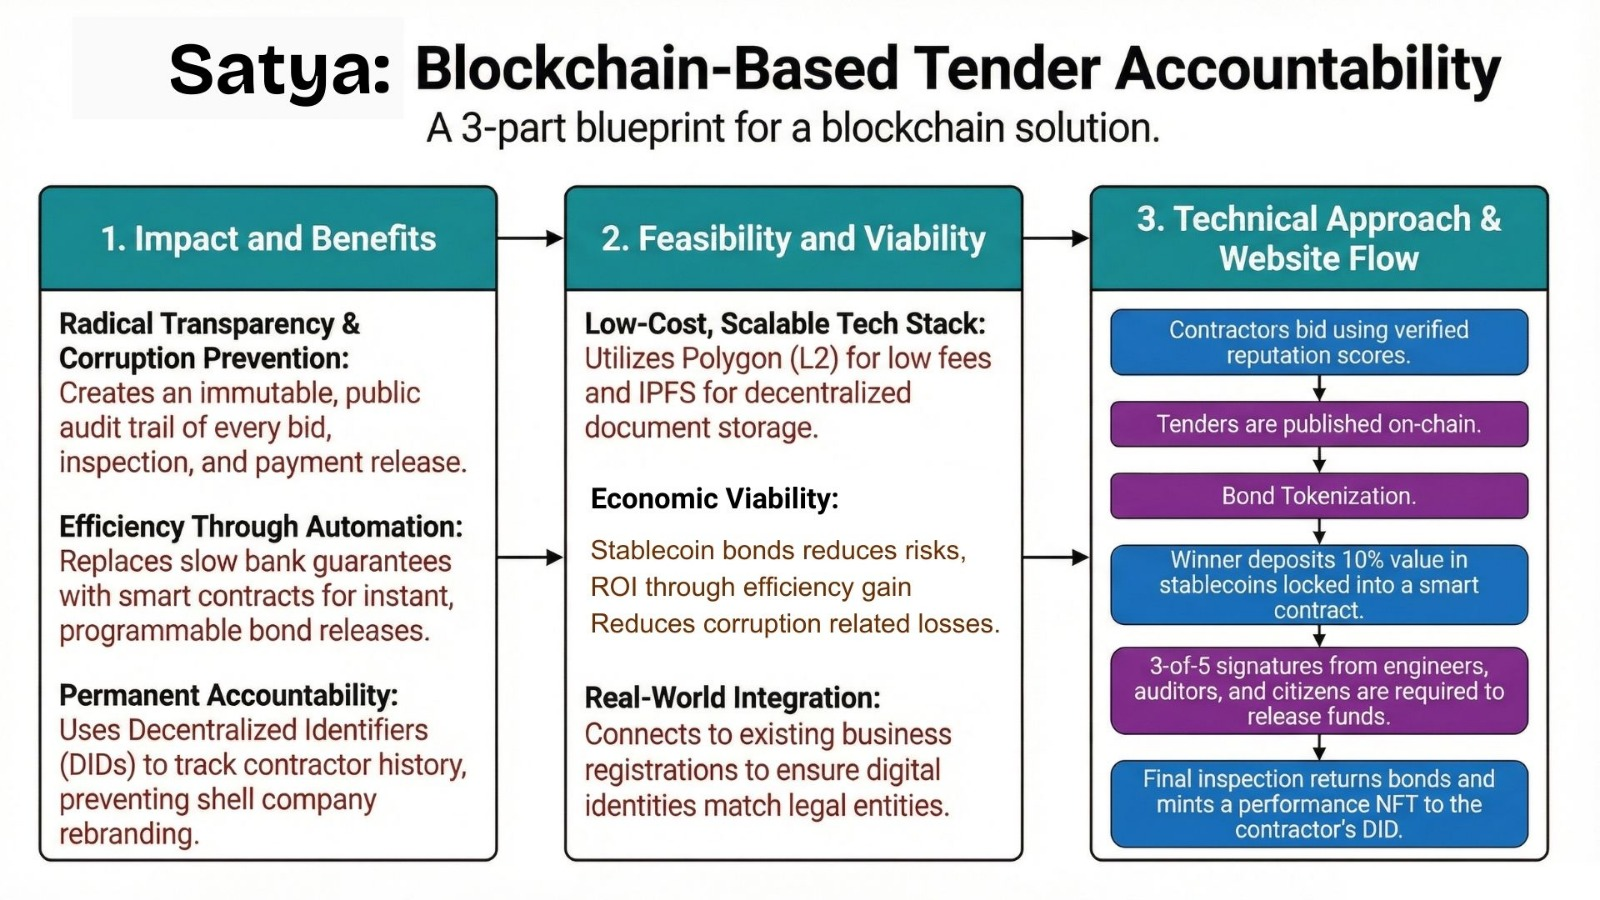 Satya: Blockchain-Based Tender Accountability
A 3-part blueprint for a blockchain solution.
1. Impact and Benefits
Radical Transparency &
Corruption Prevention:
Creates an immutable, public
audit trail of every bid,
inspection, and payment release.
Efficiency Through Automation:
Replaces slow bank guarantees
with smart contracts for instant,
programmable bond releases.
Permanent Accountability:
Uses Decentralized Identifiers
(DIDs) to track contractor history,
preventing shell company
rebranding.
2. Feasibility and Viability
Low-Cost, Scalable Tech Stack:
Utilizes Polygon (L2) for low fees
and IPFS for decentralized
document storage.
Economic Viability:
Stablecoin bonds reduces risks,
ROI through efficiency gain
Reduces corruption related losses.
Real-World Integration:
Connects to existing business
registrations to ensure digital
identities match legal entities.
3. Technical Approach &
Website Flow
Contractors bid using verified
reputation scores.
Tenders are published on-chain.
Bond Tokenization.
Winner deposits 10% value in
stablecoins locked into a smart
contract.
3-of-5 signatures from engineers,
auditors, and citizens are required to
release funds.
Final inspection returns bonds and
mints a performance NFT to the
contractor's DID.